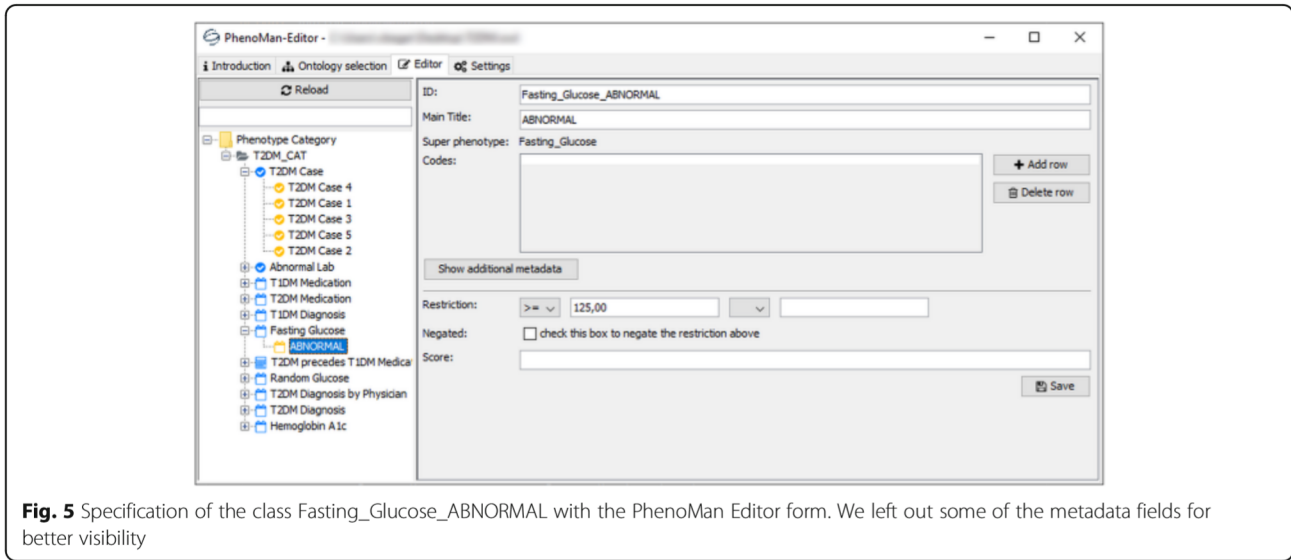 PhenoMan-Editor -
Introduction Ontology selection Editor Settings
Reload
Phenotype Category
T2DM_CAT
T2DM Case
T2DM Case 4
T2DM Case 1
T2DM Case 3
T2DM Case 5
T2DM Case 2
Abnormal Lab
T1DM Medication
T2DM Medication
T1DM Diagnosis
Fasting Glucose
ABNORMAL
T2DM precedes T1DM Medica
Random Glucose
T2DM Diagnosis by Physician
T2DM Diagnosis
Hemoglobin A1c
ID: Fasting_Glucose_ABNORMAL
Main Title: ABNORMAL
Super phenotype: Fasting_Glucose
Codes:
Add row
Delete row
Show additional metadata
Restriction: >= 125,00
Negated: check this box to negate the restriction above
Score:
Save
Fig. 5 Specification of the class Fasting_Glucose_ABNORMAL with the PhenoMan Editor form. We left out some of the metadata fields for
better visibility